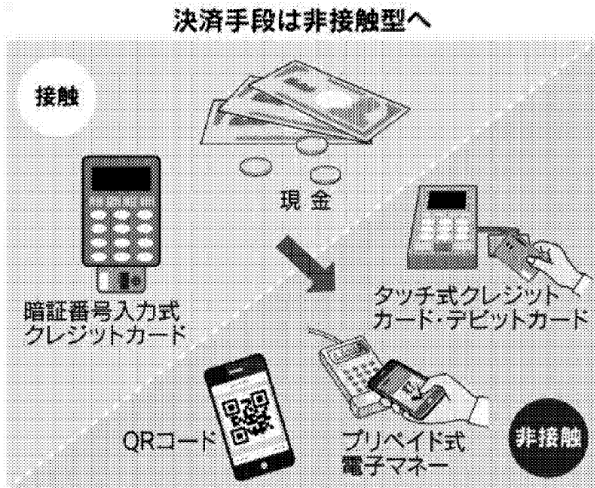 決済手段は非接触型へ
接触
現金
暗証番号入力式
クレジットカード
タッチ式クレジット
カード・デビットカード
QRコード
プリペイド式
電子マネー
非接触